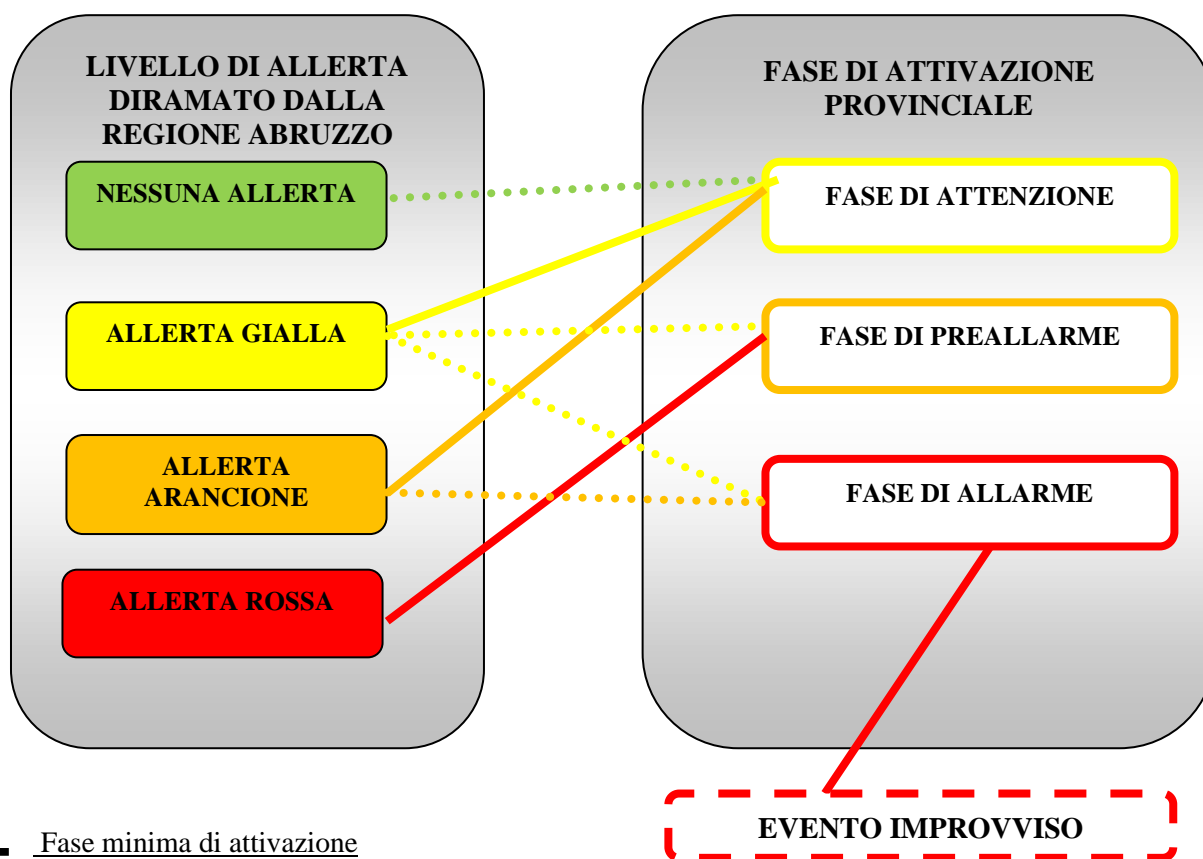 LIVELLO DI ALLERTA
DIRAMATO DALLA
REGIONE ABRUZZO
NESSUNA ALLERTA
ALLERTA GIALLA
ALLERTA
ARANCIONE
ALLERTA ROSSA
FASE DI ATTIVAZIONE
PROVINCIALE
FASE DI ATTENZIONE
FASE DI PREALLARME
FASE DI ALLARME
EVENTO IMPROVVISO
Fase minima di attivazione